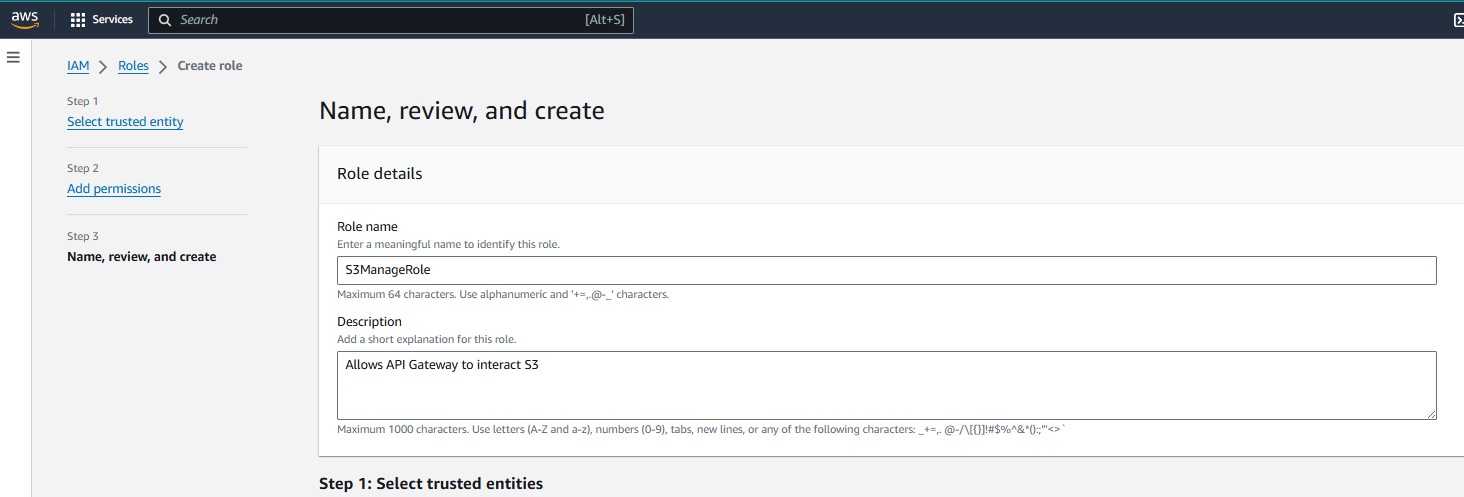 aws
Services
Search
[Alt+S]
IAM
Roles
Create role
Step 1
Select trusted entity
Step 2
Add permissions
Step 3
Name, review, and create
Name, review, and create
Role details
Role name
Enter a meaningful name to identify this role.
S3ManageRole
Maximum 64 characters. Use alphanumeric and '+=,.@-_' characters.
Description
Add a short explanation for this role.
Allows API Gateway to interact S3
Maximum 1000 characters. Use letters (A-Z and a-z), numbers (0-9), tabs, new lines, or any of the following characters: _+=,. @-/\[{}]!#$%^&*();:"'<>`
Step 1: Select trusted entities